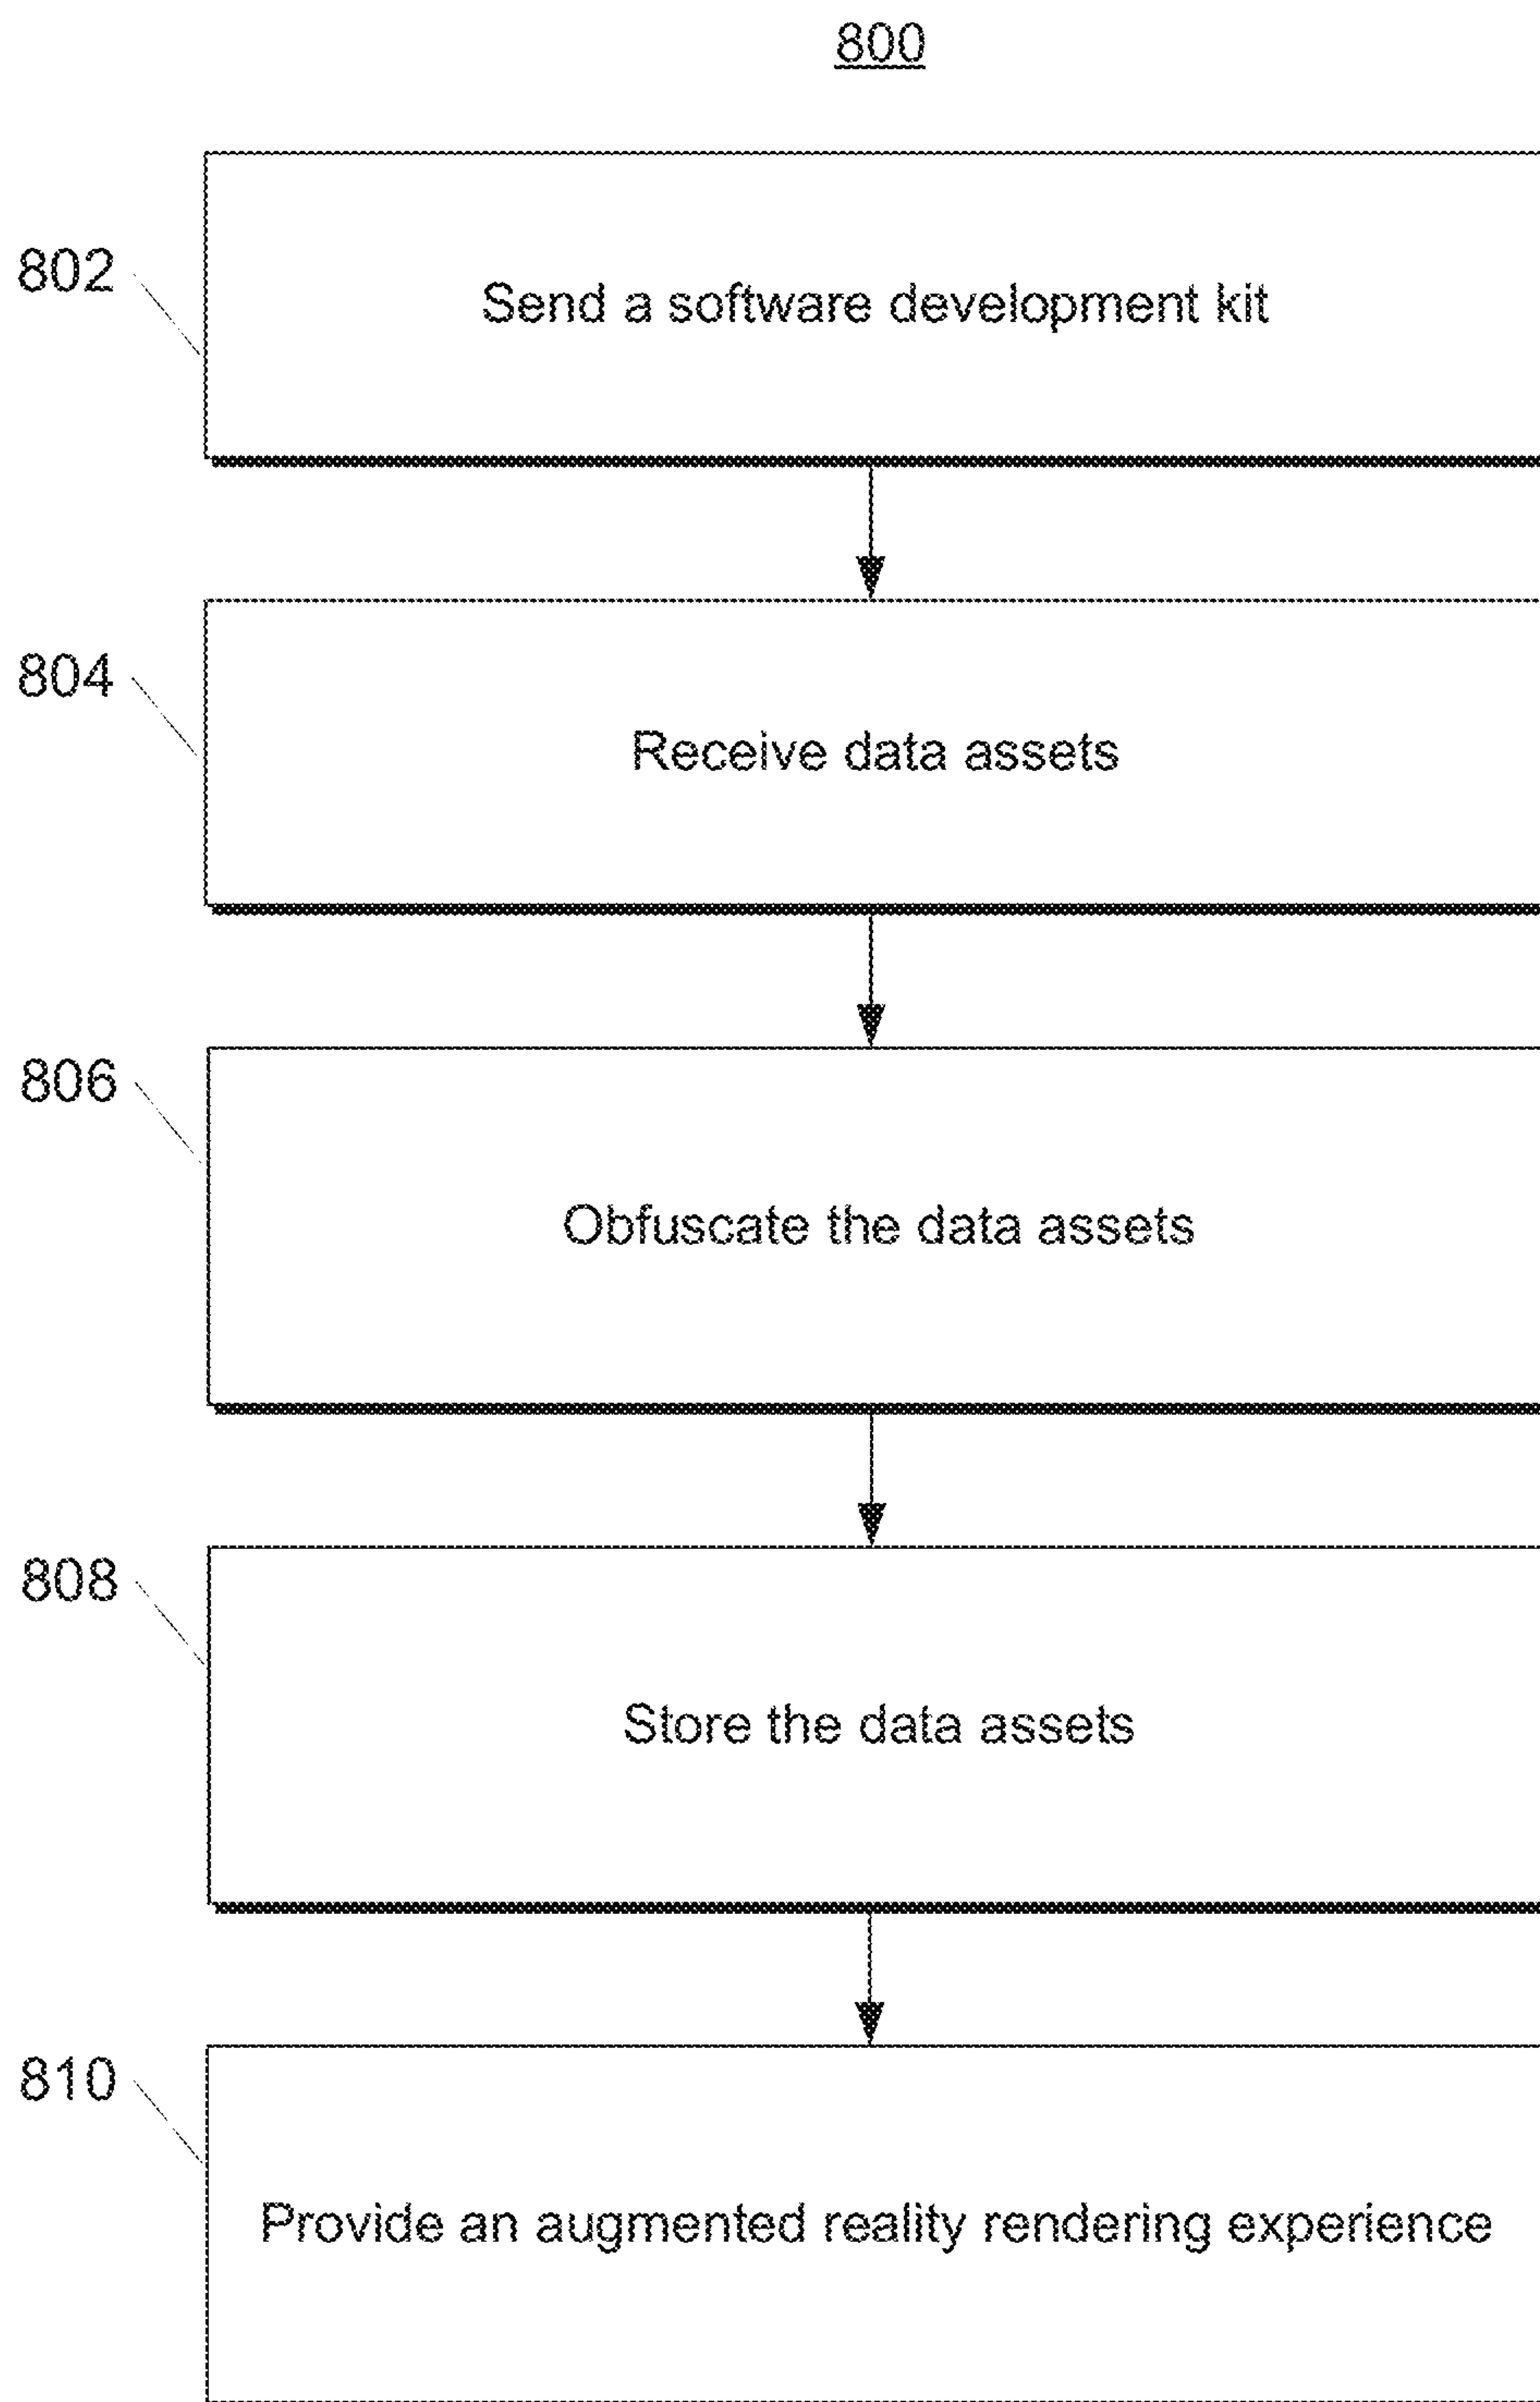 800
802
Send a software development kit
804
Receive data assets
806
Obfuscate the data assets
808
Store the data assets
810
Provide an augmented reality rendering experience